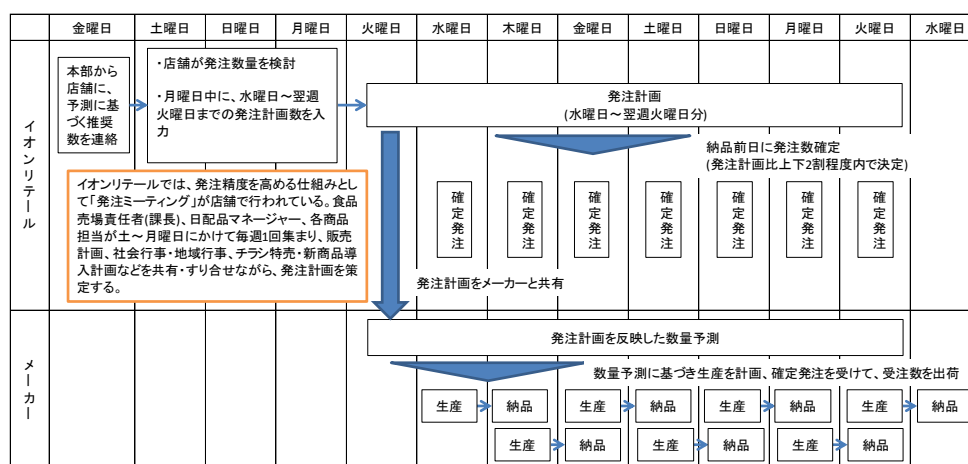 金曜日 土曜日 日曜日 月曜日 火曜日 水曜日 木曜日 金曜日 土曜日 日曜日 月曜日 火曜日 水曜日
イオンリテール
本部から
店舗に、
予測に基
づく推奨
数を連絡
・店舗が発注数量を検討
・月曜日中に、水曜日～翌週
火曜日までの発注計画数を入
力
発注計画
(水曜日～翌週火曜日分)
納品前日に発注数確定
(発注計画比上下2割程度内で決定)
イオンリテールでは、発注精度を高める仕組みとし
て「発注ミーティング」が店舗で行われている。食品
売場責任者(課長)、日配品マネージャー、各商品
担当が土～月曜日にかけて毎週1回集まり、販売
計画、社会行事・地域行事、チラシ特売・新商品導
入計画などを共有・すり合せながら、発注計画を策
定する。
確定発注 確定発注 確定発注 確定発注 確定発注 確定発注 確定発注
発注計画をメーカーと共有
メーカー
発注計画を反映した数量予測
数量予測に基づき生産を計画、確定発注を受けて、受注数を出荷
生産 納品 生産 納品 生産 納品 生産 納品
生産 納品 生産 納品 生産 納品